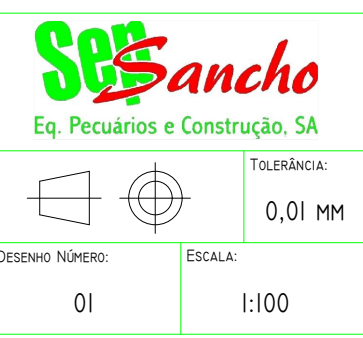 Sep Sancho
Eq. Pecuários e Construção, SA
TOLERÂNCIA:
0,01 MM
DESENHO NÚMERO:
ESCALA:
01
1:100